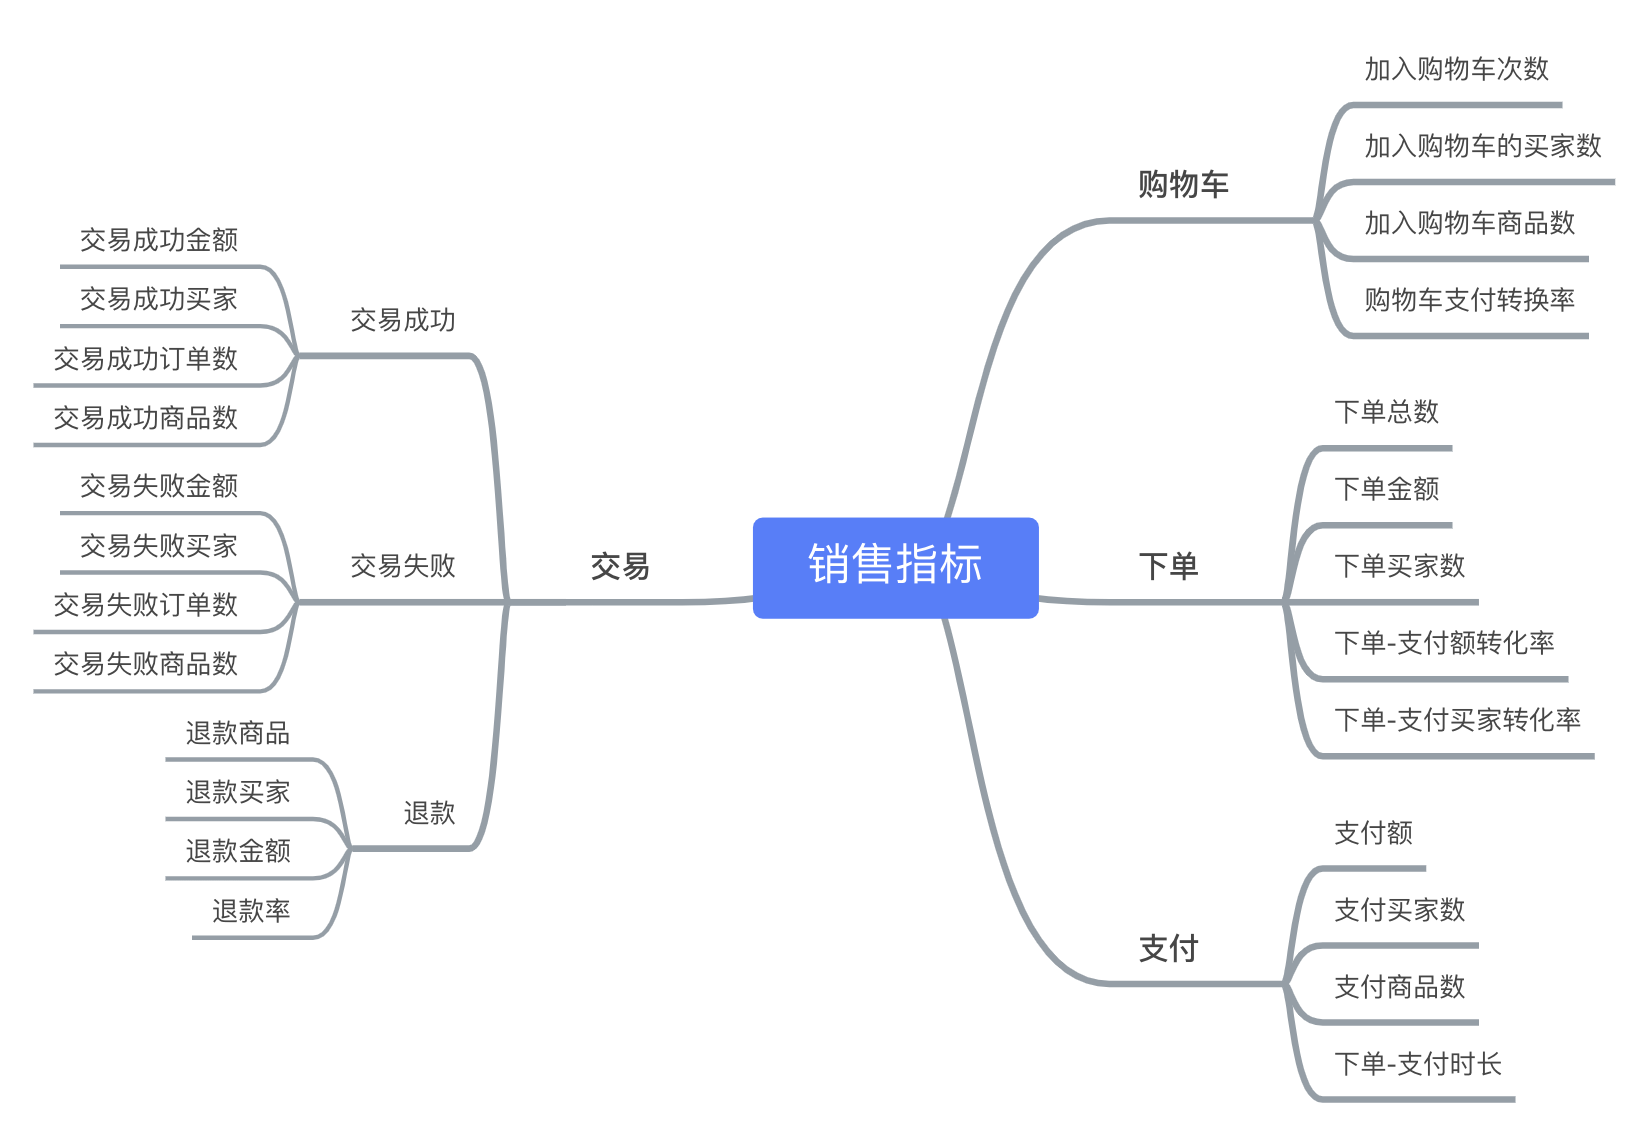 销售指标
购物车
加入购物车次数
加入购物车的买家数
加入购物车商品数
购物车支付转换率
下单
下单总数
下单金额
下单买家数
下单-支付额转化率
下单-支付买家转化率
支付
支付额
支付买家数
支付商品数
下单-支付时长
交易
交易成功
交易成功金额
交易成功买家
交易成功订单数
交易成功商品数
交易失败
交易失败金额
交易失败买家
交易失败订单数
交易失败商品数
退款
退款商品
退款买家
退款金额
退款率